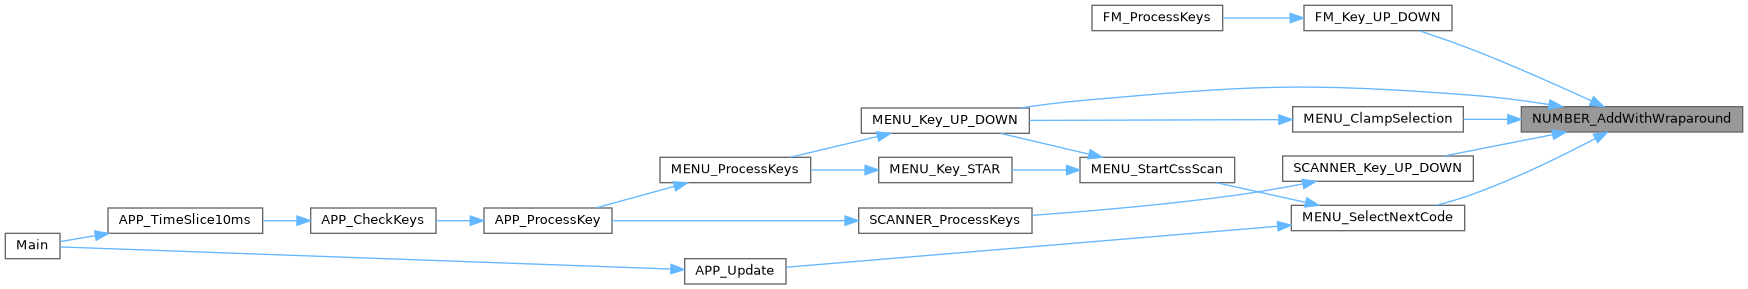 FM_ProcessKeys
FM_Key_UP_DOWN
MENU_Key_UP_DOWN
MENU_ClampSelection
NUMBER_AddWithWraparound
MENU_ProcessKeys
MENU_Key_STAR
MENU_StartCssScan
SCANNER_Key_UP_DOWN
APP_TimeSlice10ms
APP_CheckKeys
APP_ProcessKey
SCANNER_ProcessKeys
MENU_SelectNextCode
Main
APP_Update